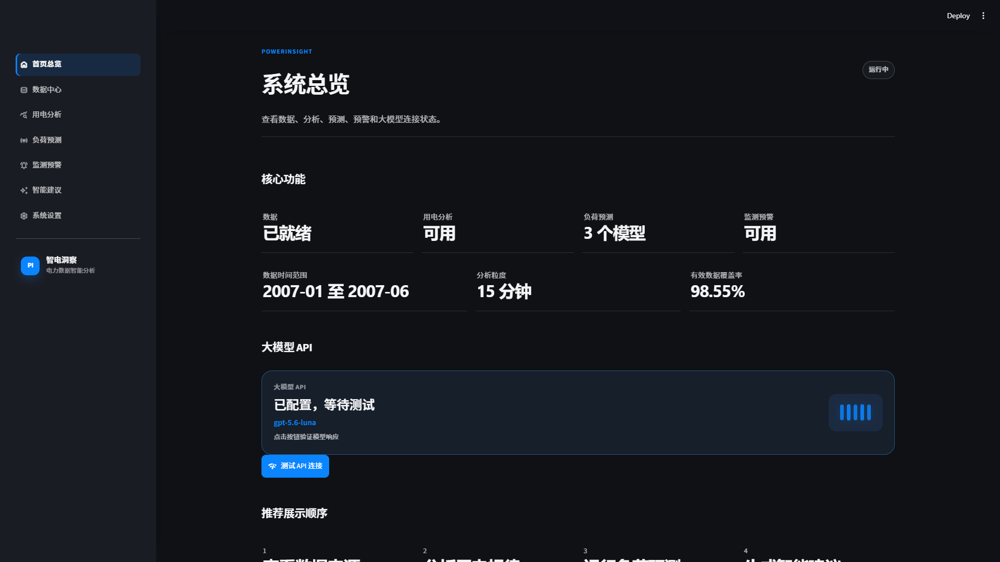 Deploy
首页总览
数据中心
用电分析
负荷预测
监测预警
智能建议
系统设置
PI
智电洞察
电力数据智能分析
POWERINSIGHT
系统总览
运行中
查看数据、分析、预测、预警和大模型连接状态。
核心功能
数据
已就绪
用电分析
可用
负荷预测
3 个模型
监测预警
可用
数据时间范围
2007-01 至 2007-06
分析粒度
15 分钟
有效数据覆盖率
98.55%
大模型 API
大模型 API
已配置，等待测试
gpt-5.6-luna
点击按钮验证模型响应
测试 API 连接
推荐展示顺序
1
2
3
4